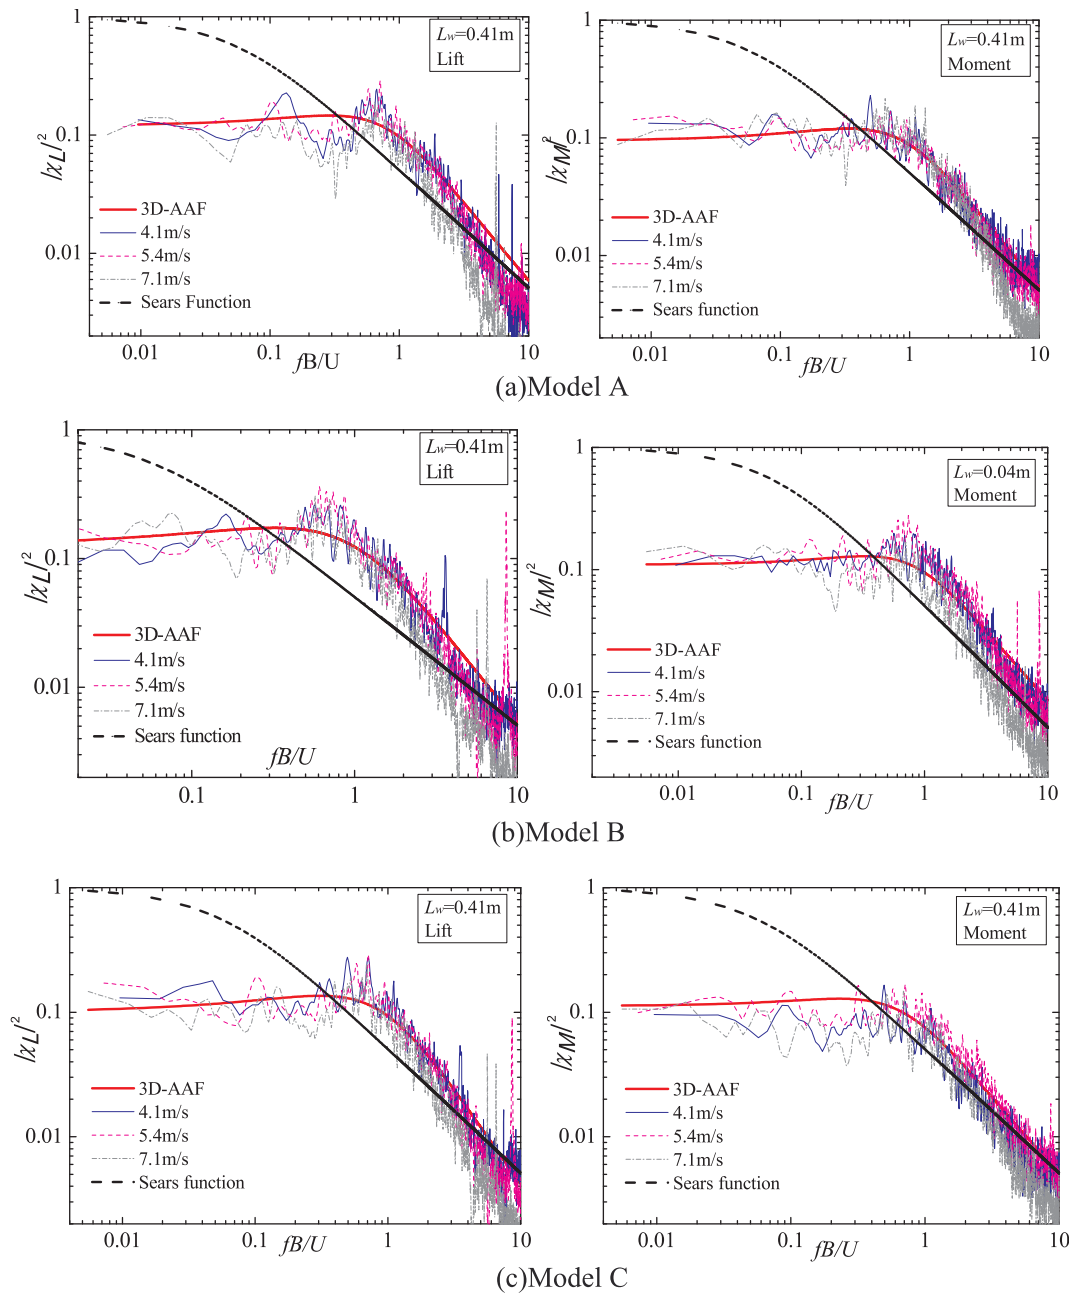 1
0.1
0.01
|χL|²
Lw=0.41m
Lift
3D-AAF
4.1m/s
5.4m/s
7.1m/s
Sears Function
0.01 0.1 1 10
fB/U
1
0.1
0.01
|χM|²
Lw=0.41m
Moment
3D-AAF
4.1m/s
5.4m/s
7.1m/s
Sears function
0.01 0.1 1 10
fB/U
(a)Model A
1
0.1
0.01
|χL|²
Lw=0.41m
Lift
3D-AAF
4.1m/s
5.4m/s
7.1m/s
Sears function
fB/U
0.1 1 10
1
0.1
0.01
|χM|²
Lw=0.04m
Moment
3D-AAF
4.1m/s
5.4m/s
7.1m/s
Sears function
0.01 0.1 1 10
fB/U
(b)Model B
1
0.1
0.01
|χL|²
Lw=0.41m
Lift
3D-AAF
4.1m/s
5.4m/s
7.1m/s
Sears function
0.01 0.1 1 10
fB/U
1
0.1
0.01
|χM|²
Lw=0.41m
Moment
3D-AAF
4.1m/s
5.4m/s
7.1m/s
Sears function
0.01 0.1 1 10
fB/U
(c)Model C